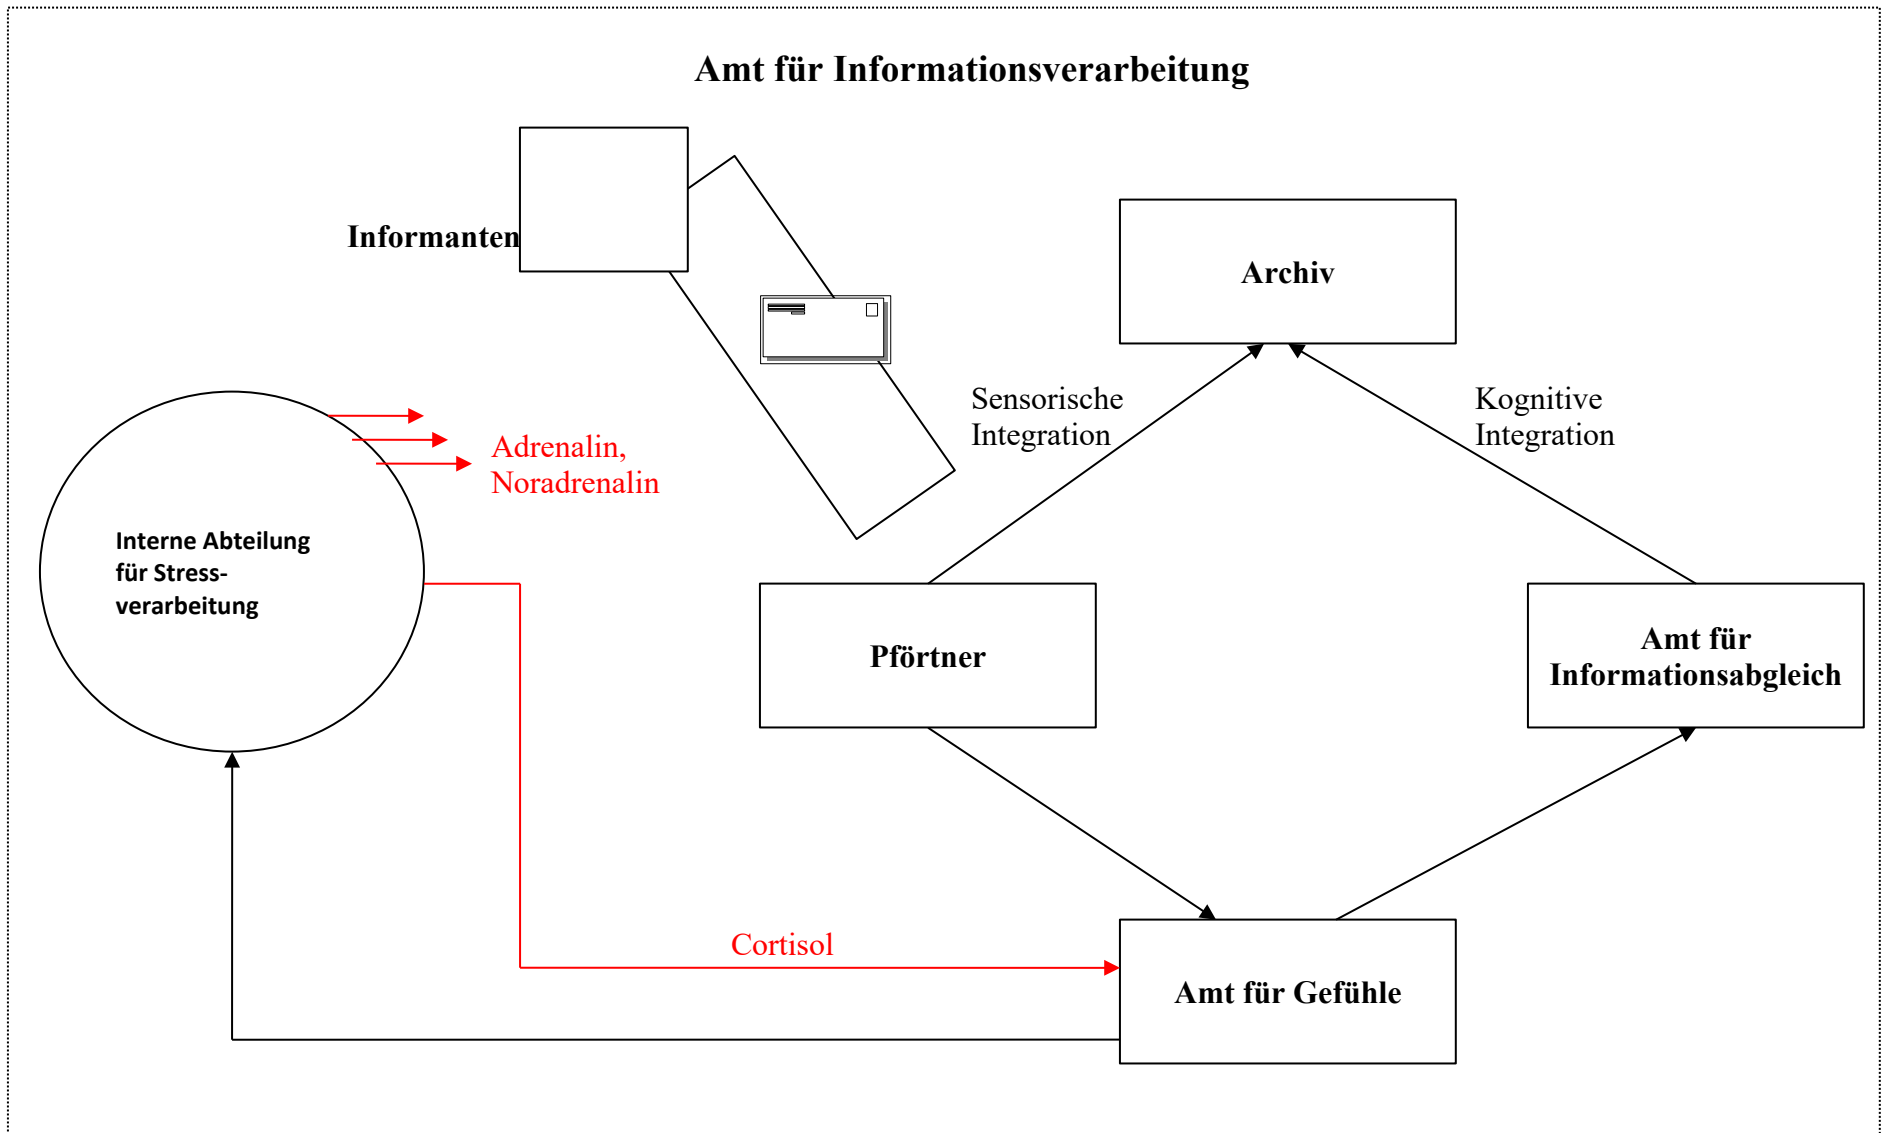 Amt für Informationsverarbeitung
Informanten
Archiv
Sensorische
Integration
Kognitive
Integration
Adrenalin,
Noradrenalin
Interne Abteilung
für Stress-
verarbeitung
Pförtner
Amt für
Informationsabgleich
Cortisol
Amt für Gefühle